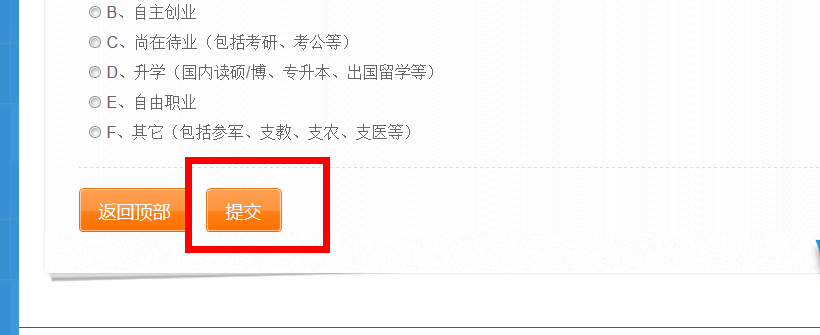 B、自主创业
C、尚在待业（包括考研、考公等）
D、升学（国内读硕/博、专升本、出国留学等）
E、自由职业
F、其它（包括参军、支教、支农、支医等）
返回顶部 提交